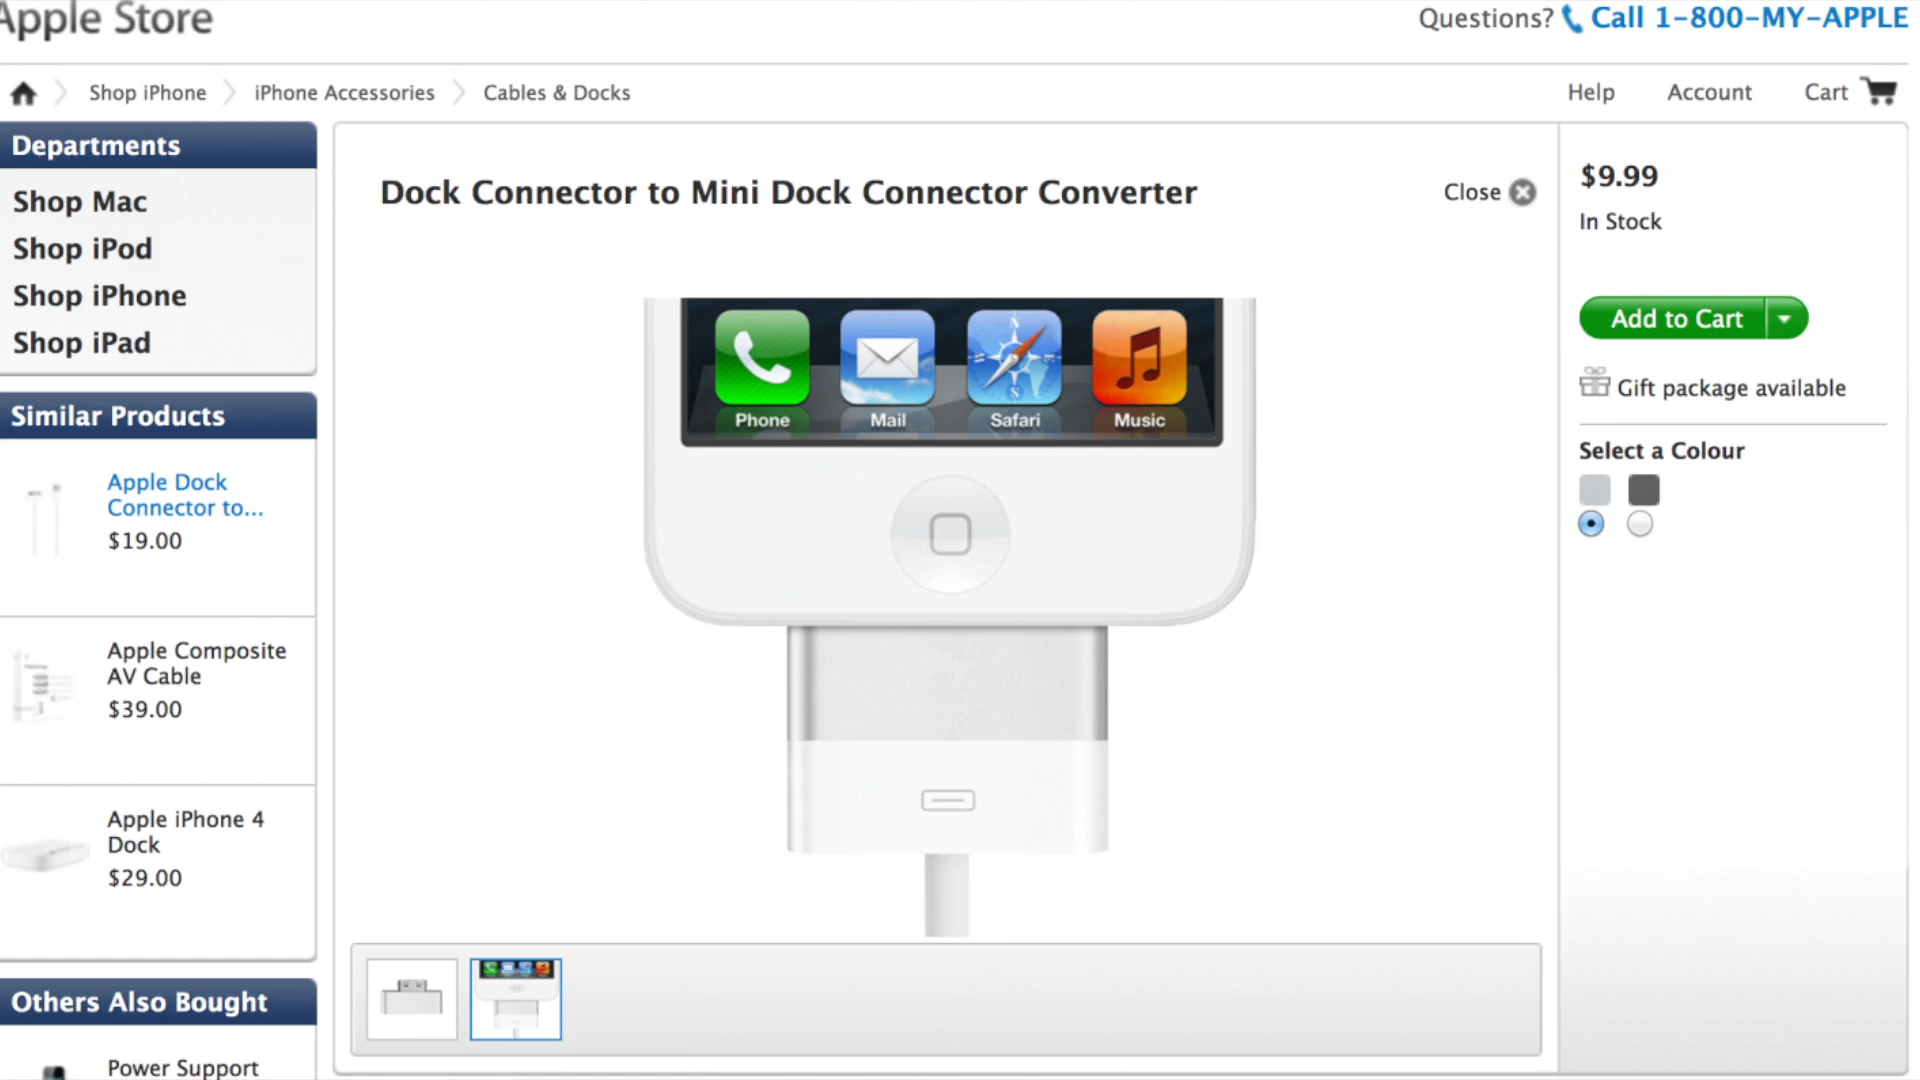 Apple Store
Questions? Call 1-800-MY-APPLE
Shop iPhone
iPhone Accessories
Cables & Docks
Help
Account
Cart
Departments
Shop Mac
Shop iPod
Shop iPhone
Shop iPad
Similar Products
Apple Dock
Connector to...
$19.00
Apple Composite
AV Cable
$39.00
Apple iPhone 4
Dock
$29.00
Others Also Bought
Power Support
Dock Connector to Mini Dock Connector Converter
Close
Phone
Mail
Safari
Music
$9.99
In Stock
Add to Cart
Gift package available
Select a Colour